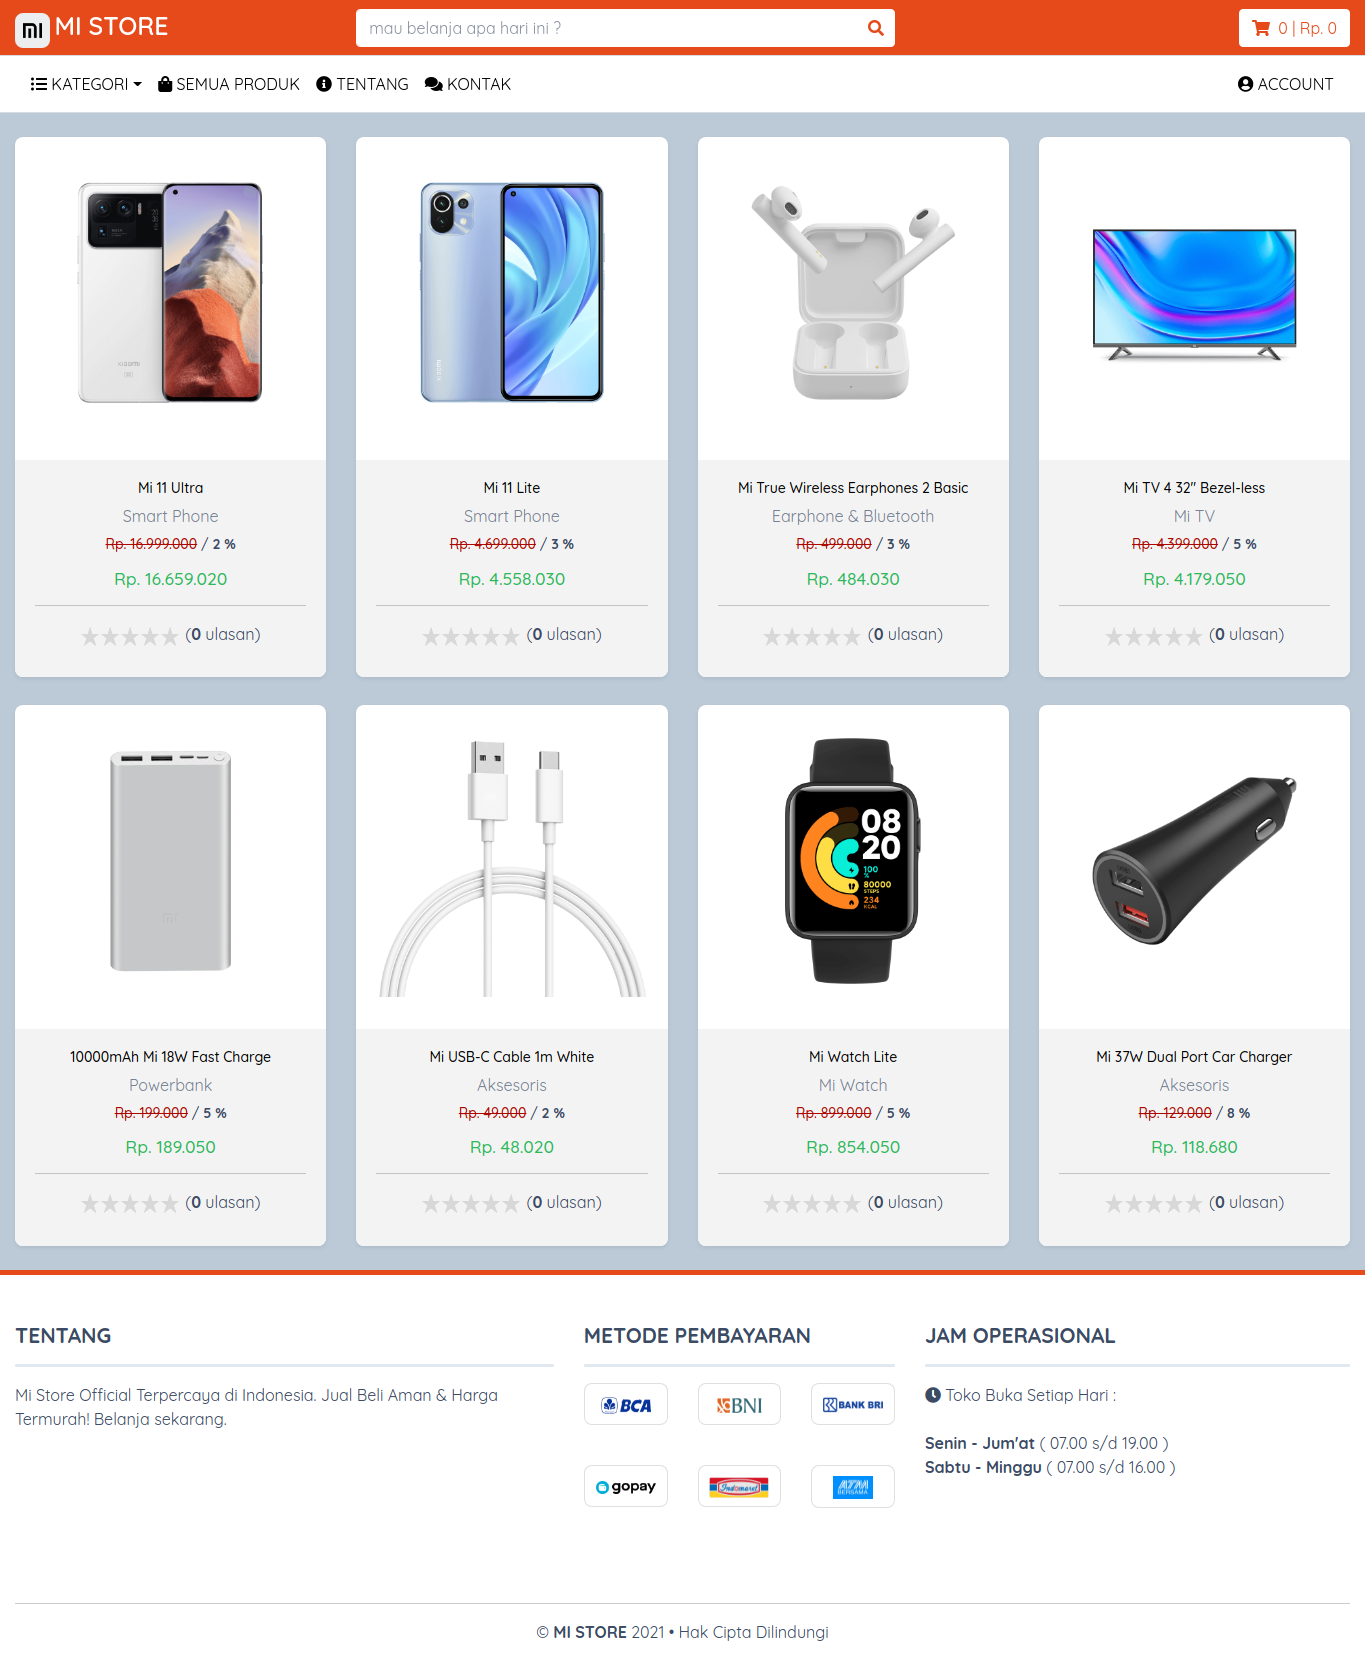 MI STORE
mau belanja apa hari ini ?
0 | Rp. 0
KATEGORI
SEMUA PRODUK
TENTANG
KONTAK
ACCOUNT
XIAOMI
Mi 11 Ultra
Smart Phone
Rp. 16.999.000 / 2 %
Rp. 16.659.020
(0 ulasan)
xiaomi
Mi 11 Lite
Smart Phone
Rp. 4.699.000 / 3 %
Rp. 4.558.030
(0 ulasan)
Mi True Wireless Earphones 2 Basic
Earphone & Bluetooth
Rp. 499.000 / 3 %
Rp. 484.030
(0 ulasan)
Mi TV 4 32" Bezel-less
Mi TV
Rp. 4.399.000 / 5 %
Rp. 4.179.050
(0 ulasan)
10000mAh Mi 18W Fast Charge
Powerbank
Rp. 199.000 / 5 %
Rp. 189.050
(0 ulasan)
Mi USB-C Cable 1m White
Aksesoris
Rp. 49.000 / 2 %
Rp. 48.020
(0 ulasan)
08
20
100
%
80000
STEPS
234
KCAL
Mi Watch Lite
Mi Watch
Rp. 899.000 / 5 %
Rp. 854.050
(0 ulasan)
Mi 37W Dual Port Car Charger
Aksesoris
Rp. 129.000 / 8 %
Rp. 118.680
(0 ulasan)
TENTANG
Mi Store Official Terpercaya di Indonesia. Jual Beli Aman & Harga
Termurah! Belanja sekarang.
METODE PEMBAYARAN
BCA
BNI
BANK BRI
gopay
Indomaret
ATM
BERSAMA
JAM OPERASIONAL
Toko Buka Setiap Hari :
Senin - Jum'at ( 07.00 s/d 19.00 )
Sabtu - Minggu ( 07.00 s/d 16.00 )
© MI STORE 2021 • Hak Cipta Dilindungi